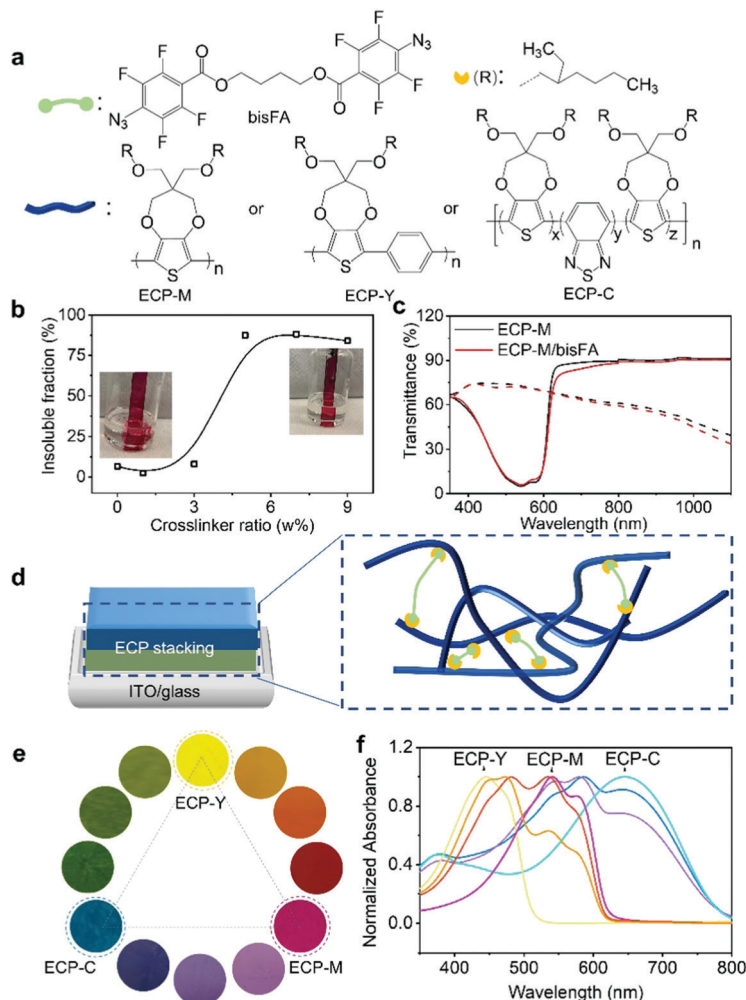 a
F
F
N₃
F
F
O
O
O
O
F
F
N₃
F
F
bisFA
(R):
H₃C
CH₃
:
:
R
R
O
O
O
O
S
n
ECP-M
or
R
R
O
O
O
O
S
n
ECP-Y
or
R
R
R
R
O
O
O
O
O
O
O
O
S
x
y
S
z
n
N
N
S
ECP-C
b
Insoluble fraction (%)
100
75
50
25
0
0
3
6
9
Crosslinker ratio (w%)
c
ECP-M
ECP-M/bisFA
Transmittance (%)
120
90
60
30
0
400
600
800
1000
Wavelength (nm)
d
ECP stacking
ITO/glass
e
ECP-Y
ECP-C
ECP-M
f
ECP-Y
ECP-M
ECP-C
Normalized Absorbance
1.2
0.8
0.4
0.0
400
500
600
700
800
Wavelength (nm)